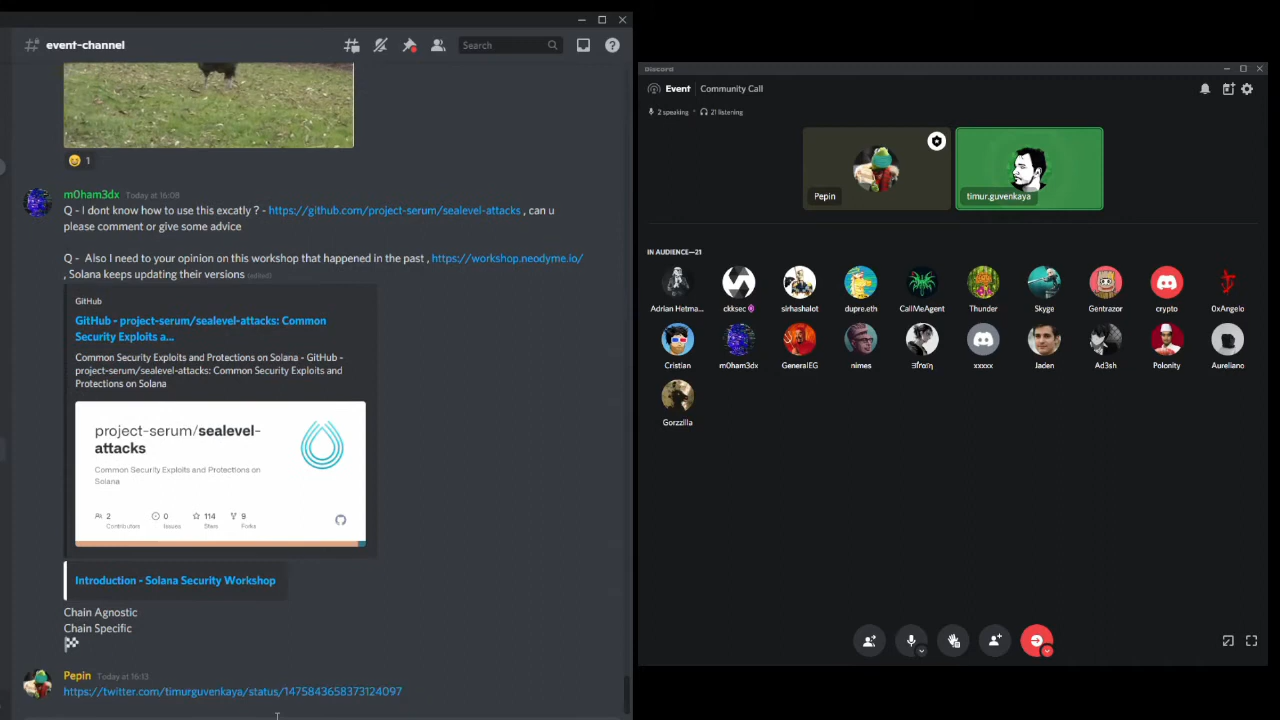 event-channel
Search
1
m0ham3dx Today at 16:08
Q - I dont know how to use this excatly ? - https://github.com/project-serum/sealevel-attacks , can u
please comment or give some advice
Q - Also I need to your opinion on this workshop that happened in the past , https://workshop.neodyme.io/
, Solana keeps updating their versions (edited)
GitHub
GitHub - project-serum/sealevel-attacks: Common
Security Exploits a...
Common Security Exploits and Protections on Solana - GitHub -
project-serum/sealevel-attacks: Common Security Exploits and
Protections on Solana
project-serum/sealevel-
attacks
Common Security Exploits and Protections on
Solana
2 Contributors
0 Issues
114 Stars
9 Forks
Introduction - Solana Security Workshop
Chain Agnostic
Chain Specific
Pepin Today at 16:13
https://twitter.com/timurguvenkaya/status/1475843658373124097
Discord
Event Community Call
2 speaking • 21 listening
Pepin
timur.guvenkaya
IN AUDIENCE—21
Adrian Hetma...
ckksec
sirhashalot
dupre.eth
CallMeAgent
Thunder
Skyge
Gentrazor
crypto
0xAngelo
Cristian
m0ham3dx
GeneralEG
nimes
xxxxx
Jaden
Ad3sh
Polonity
Aureliano
Gorzzilla